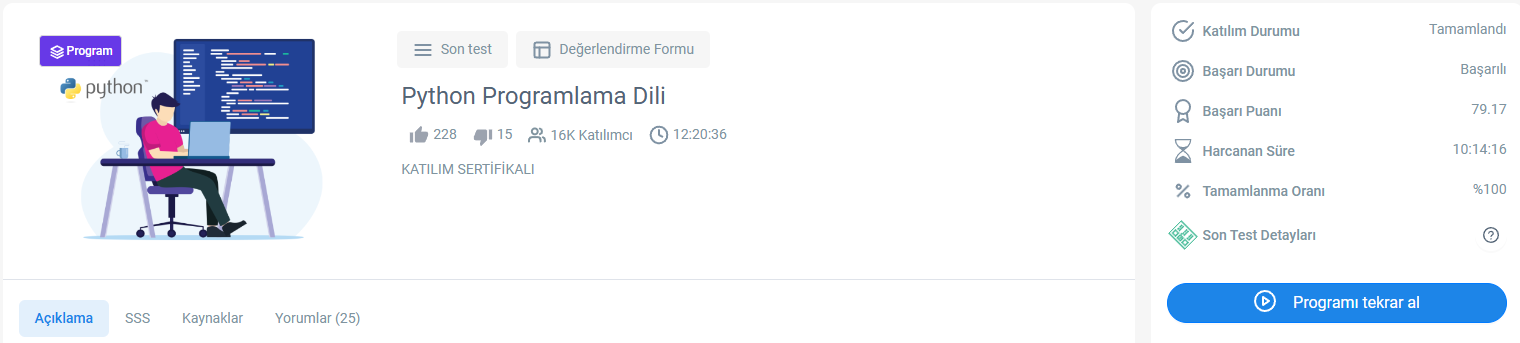 Program
python™
Son test
Değerlendirme Formu
Python Programlama Dili
228 15 16K Katılımcı 12:20:36
KATILIM SERTİFİKALI
Açıklama SSS Kaynaklar Yorumlar (25)
Katılım Durumu Tamamlandı
Başarı Durumu Başarılı
Başarı Puanı 79.17
Harcanan Süre 10:14:16
Tamamlanma Oranı %100
Son Test Detayları
Programı tekrar al